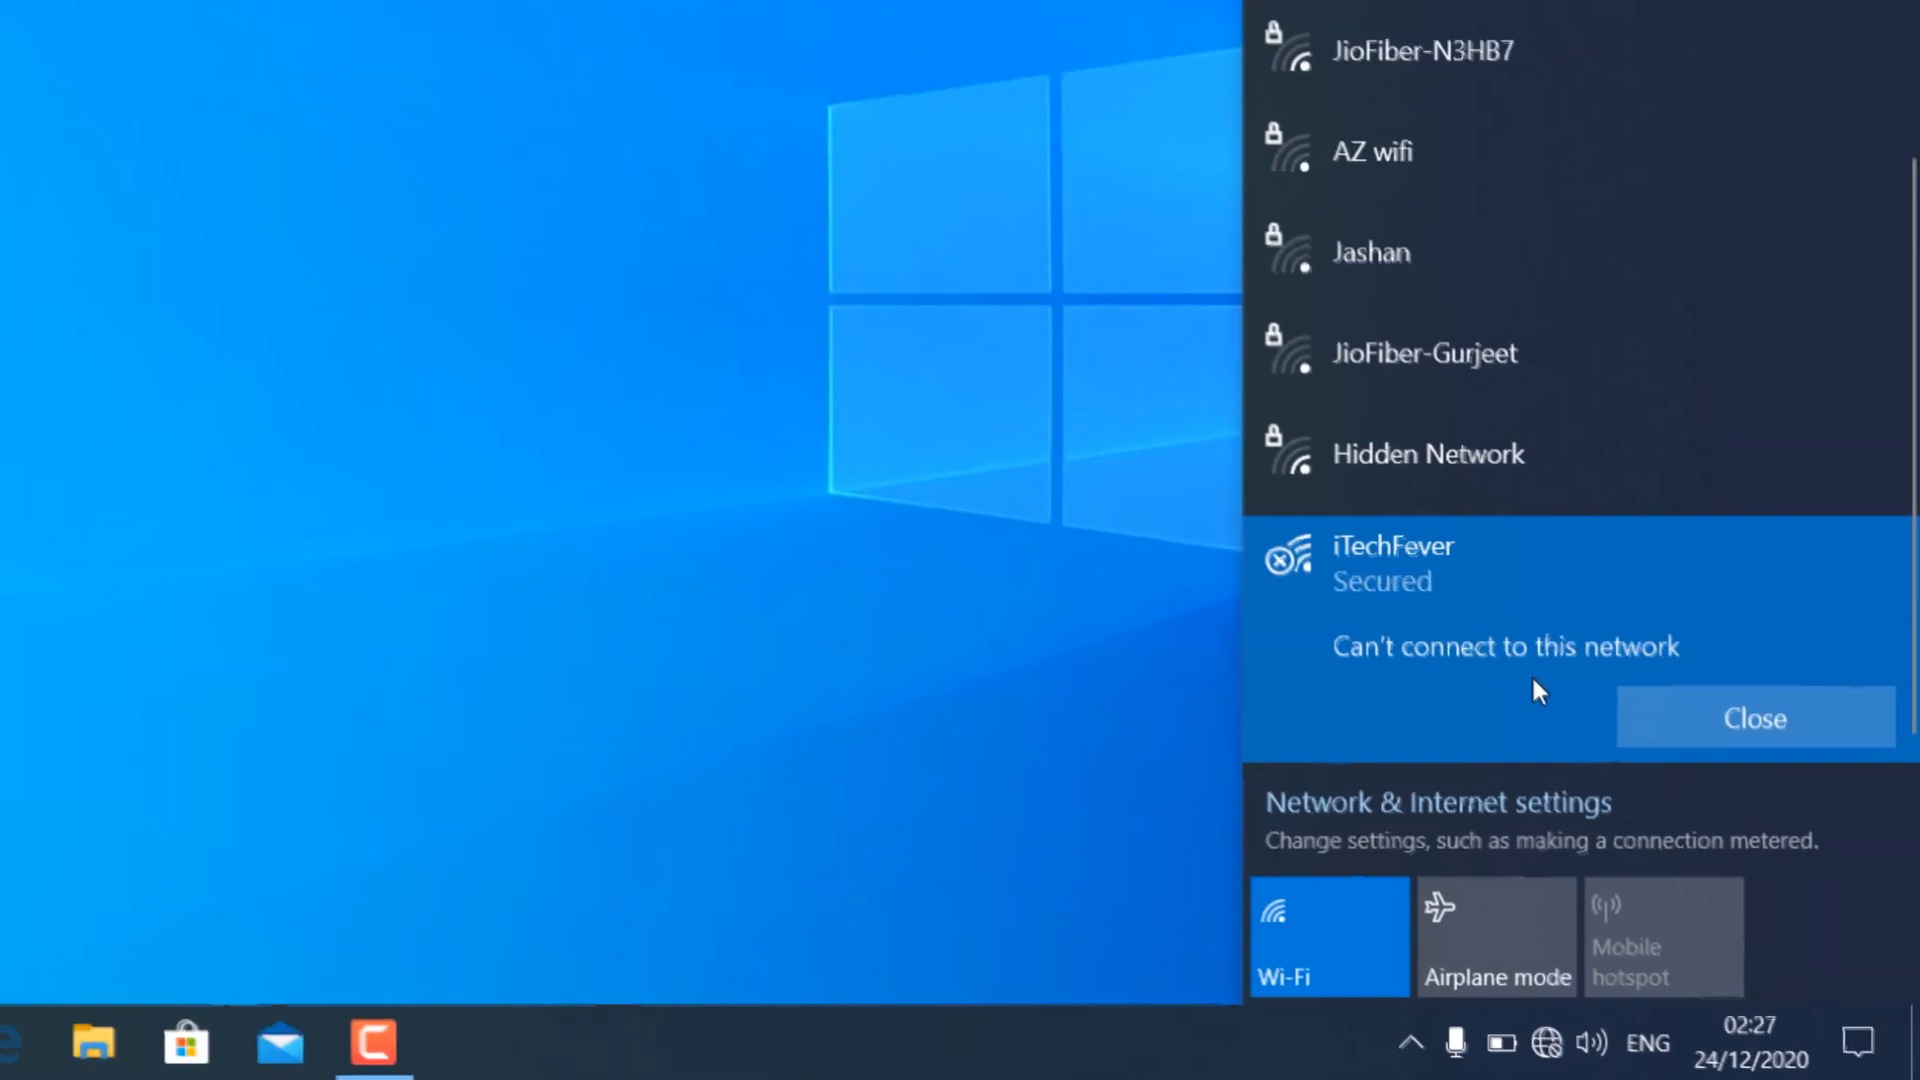 JioFiber-N3HB7
AZ wifi
Jashan
JioFiber-Gurjeet
Hidden Network
iTechFever
Secured
Can't connect to this network
Close
Network & Internet settings
Change settings, such as making a connection metered.
Wi-Fi
Airplane mode
Mobile
hotspot
ENG
02:27
24/12/2020